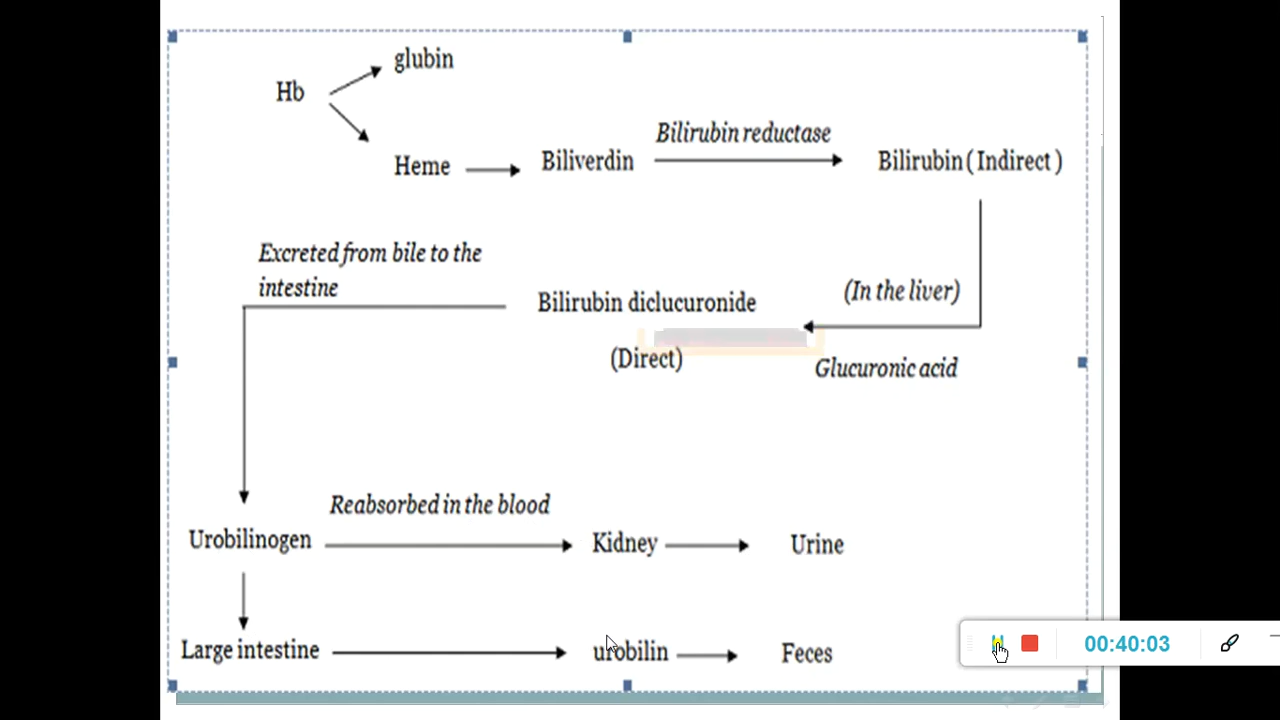 glubin
Hb
Bilirubin reductase
Heme
Biliverdin
Bilirubin ( Indirect )
Excreted from bile to the
intestine
(In the liver)
Bilirubin diclucuronide
(Direct)
Glucuronic acid
Reabsorbed in the blood
Urobilinogen
Kidney
Urine
Large intestine
urobilin
Feces
00:40:03